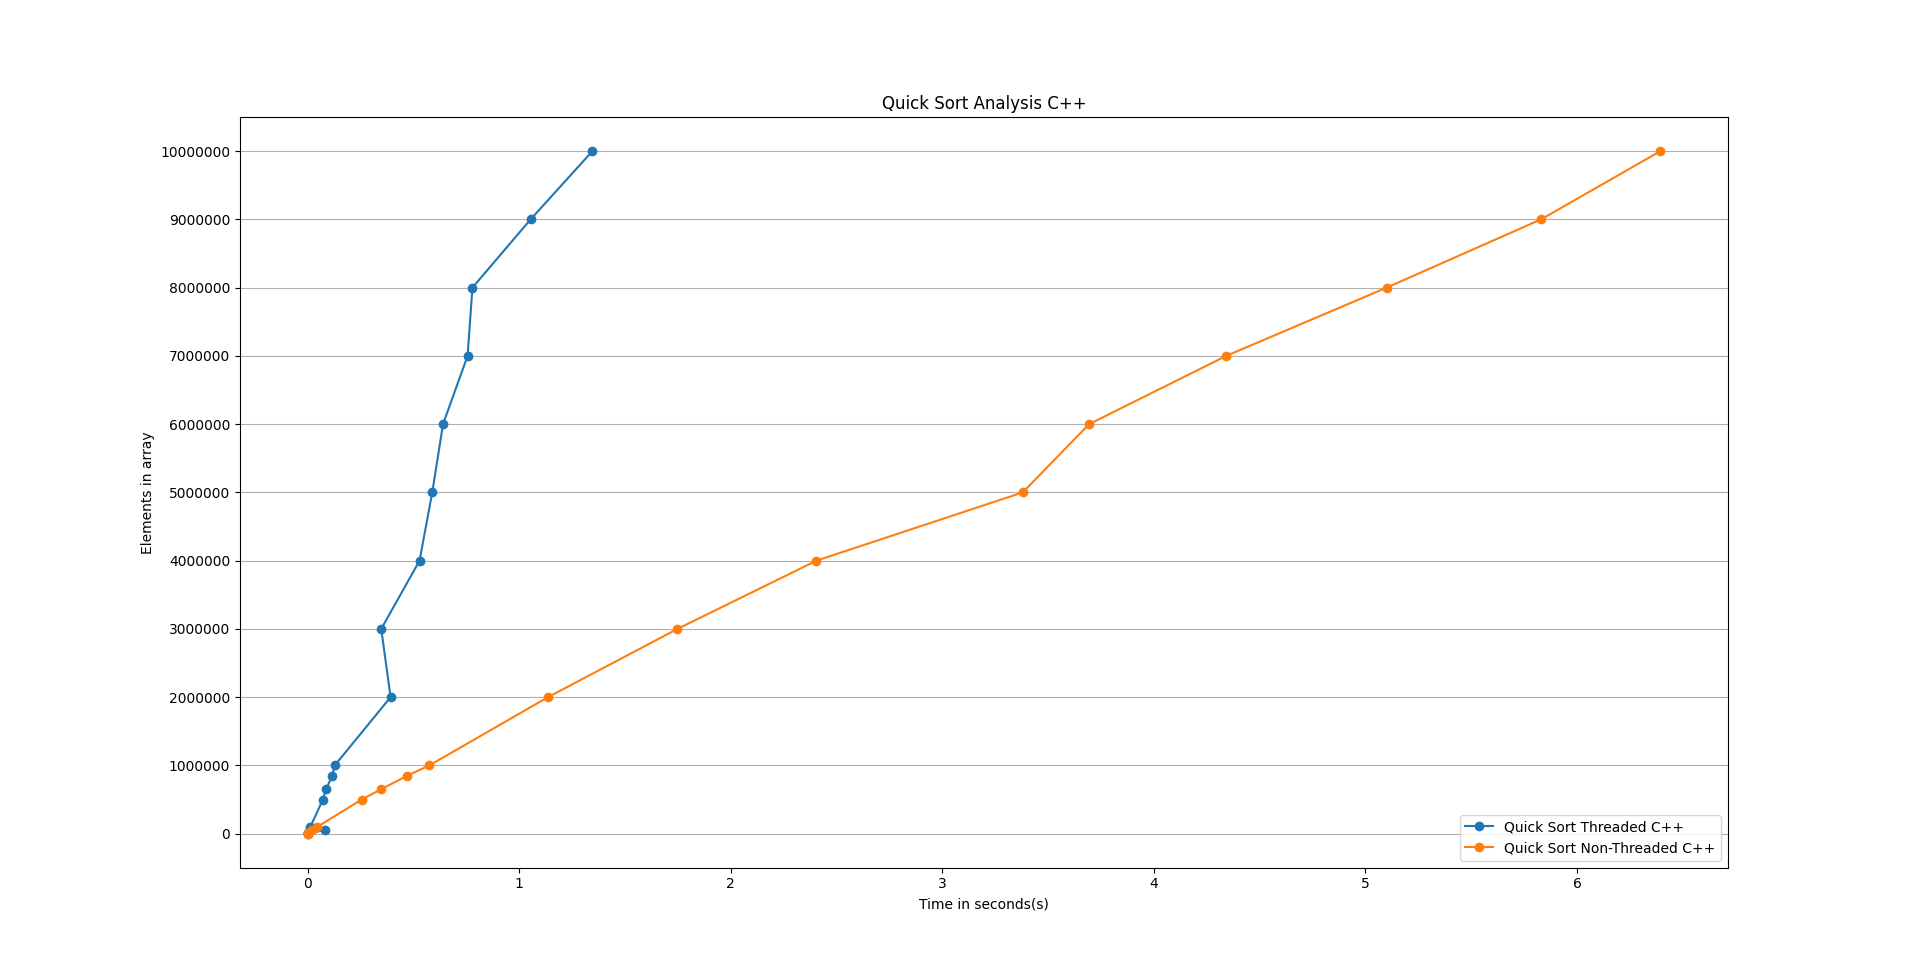 Quick Sort Analysis C++
10000000
9000000
8000000
7000000
6000000
5000000
4000000
3000000
2000000
1000000
0
Elements in array
0 1 2 3 4 5 6
Time in seconds(s)
Quick Sort Threaded C++
Quick Sort Non-Threaded C++